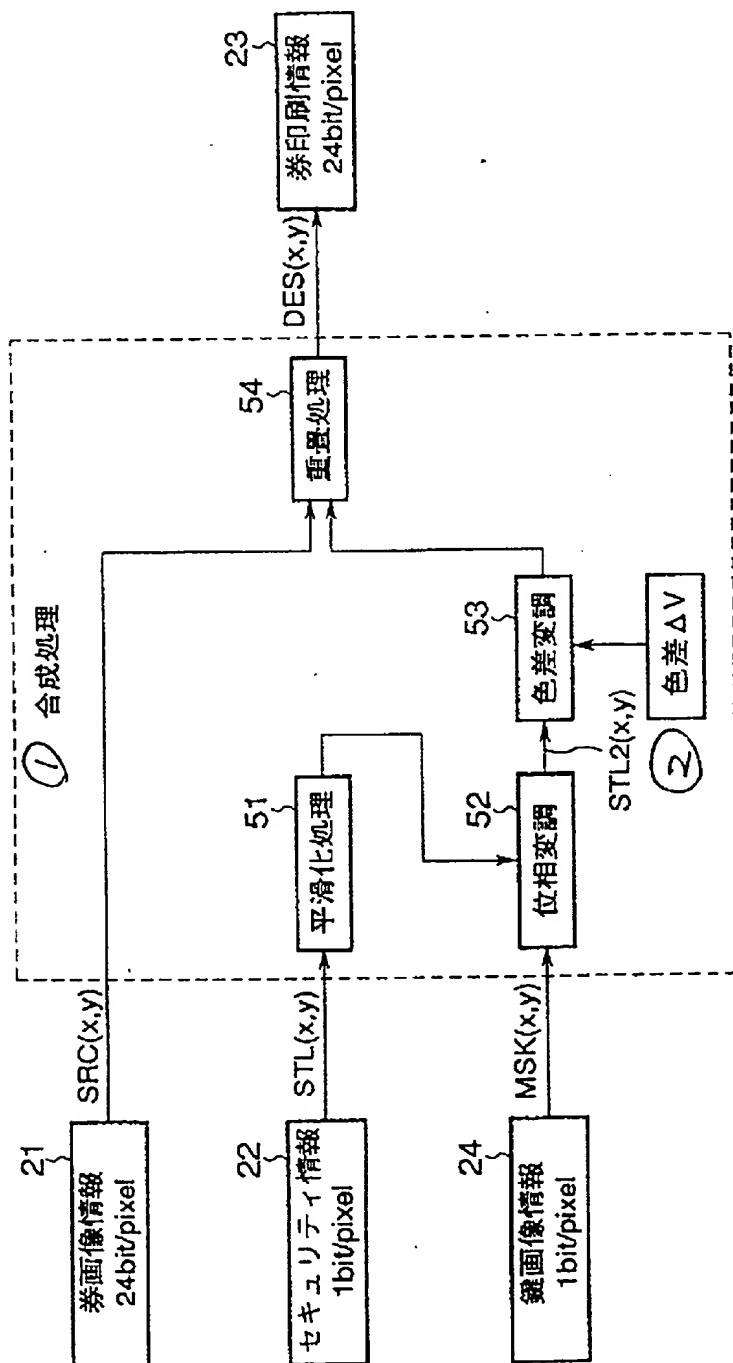 21
券画像情報
24bit/pixel
SRC(x,y)
22
セキュリティ情報
1bit/pixel
STL(x,y)
24
鍵画像情報
1bit/pixel
MSK(x,y)
① 合成処理
51
平滑化処理
52
位相変調
STL2(x,y)
53
色差変調
② 色差ΔV
54
重畳処理
DES(x,y)
23
券印刷情報
24bit/pixel